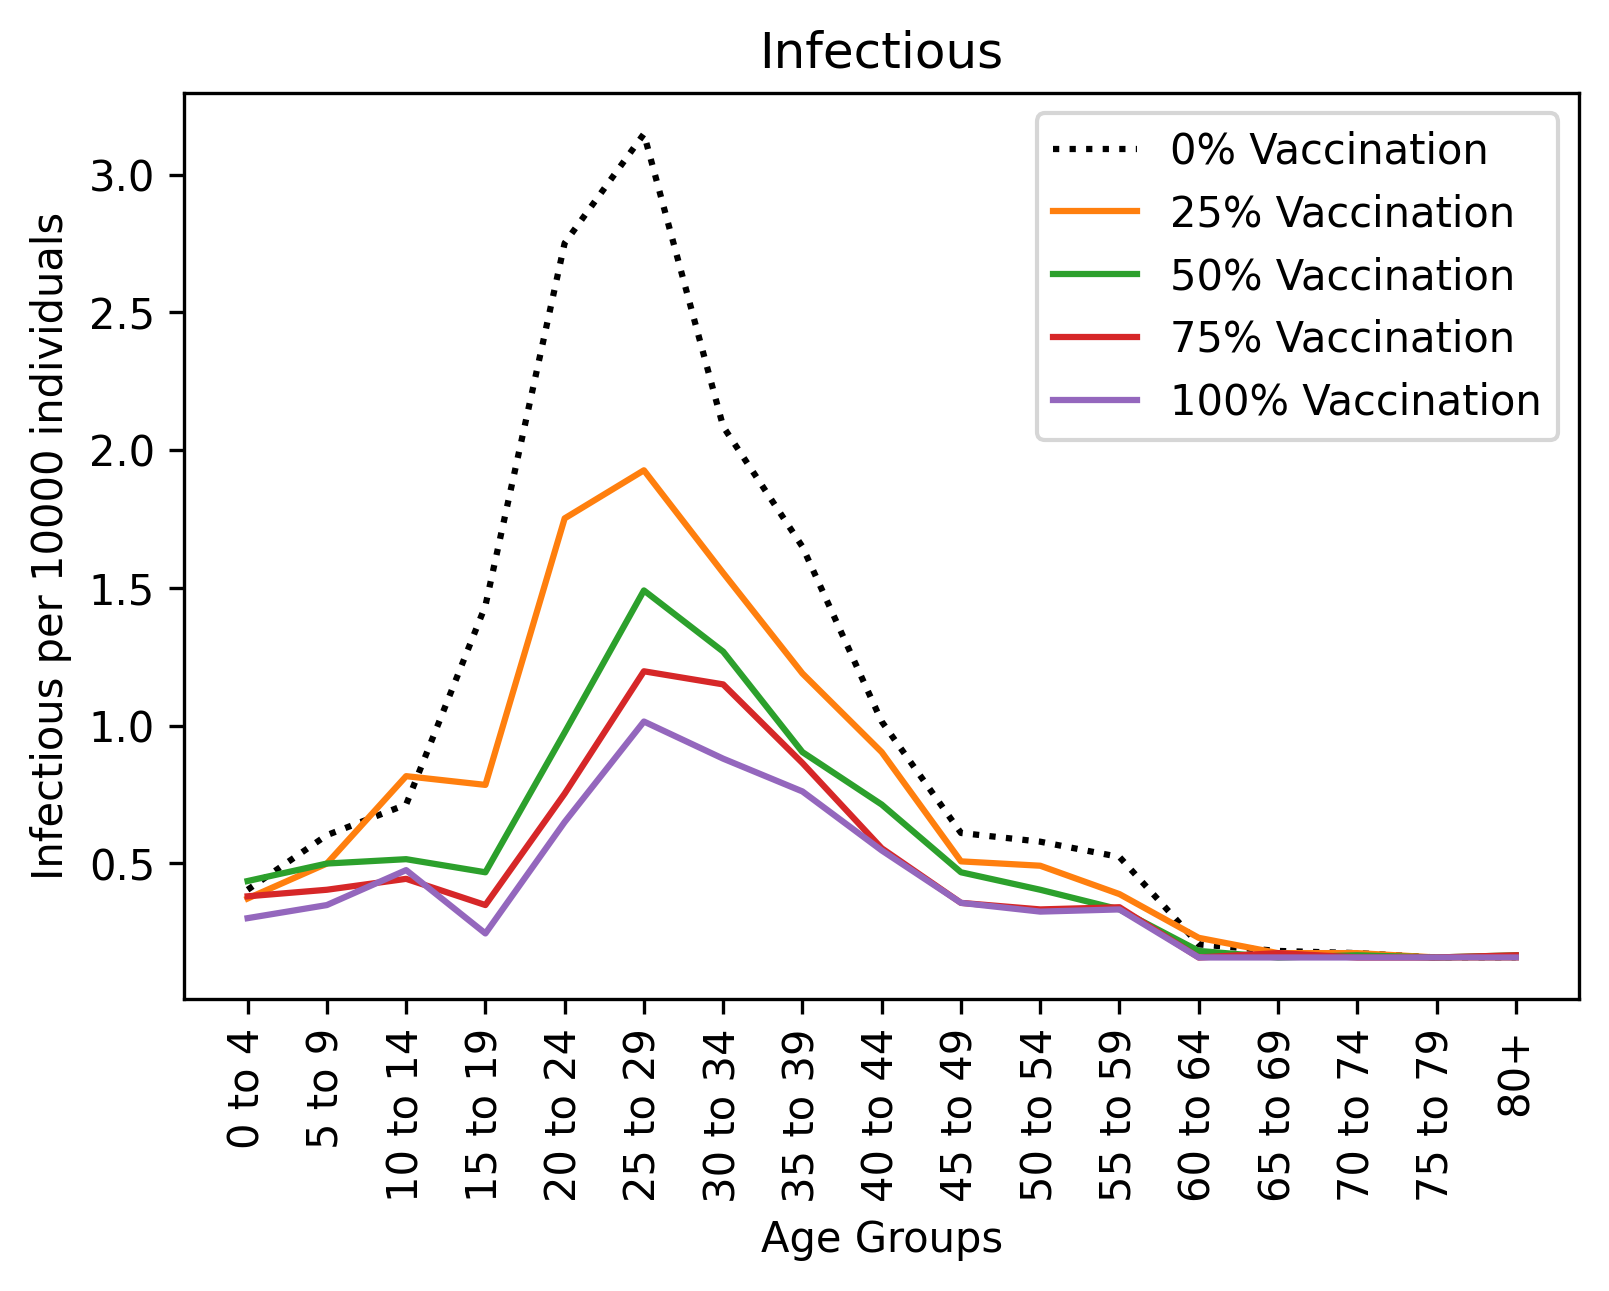 Infectious
Infectious per 10000 individuals
3.0
2.5
2.0
1.5
1.0
0.5
0% Vaccination
25% Vaccination
50% Vaccination
75% Vaccination
100% Vaccination
0 to 4
5 to 9
10 to 14
15 to 19
20 to 24
25 to 29
30 to 34
35 to 39
40 to 44
45 to 49
50 to 54
55 to 59
60 to 64
65 to 69
70 to 74
75 to 79
80+
Age Groups